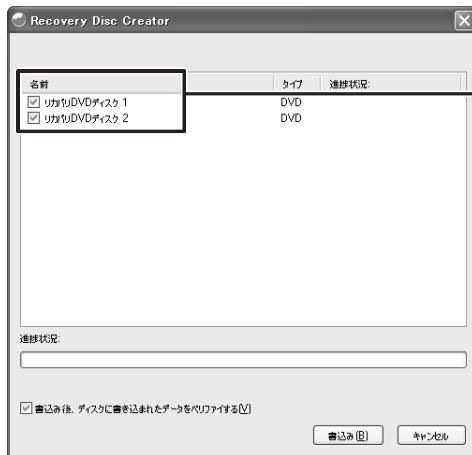 Recovery Disc Creator
名前 タイプ 進捗状況:
リカバリDVDディスク 1 DVD
リカバリDVDディスク 2 DVD
進捗状況:
書込み後、ディスクに書き込まれたデータをベリファイする(V)
書込み(B) キャンセル